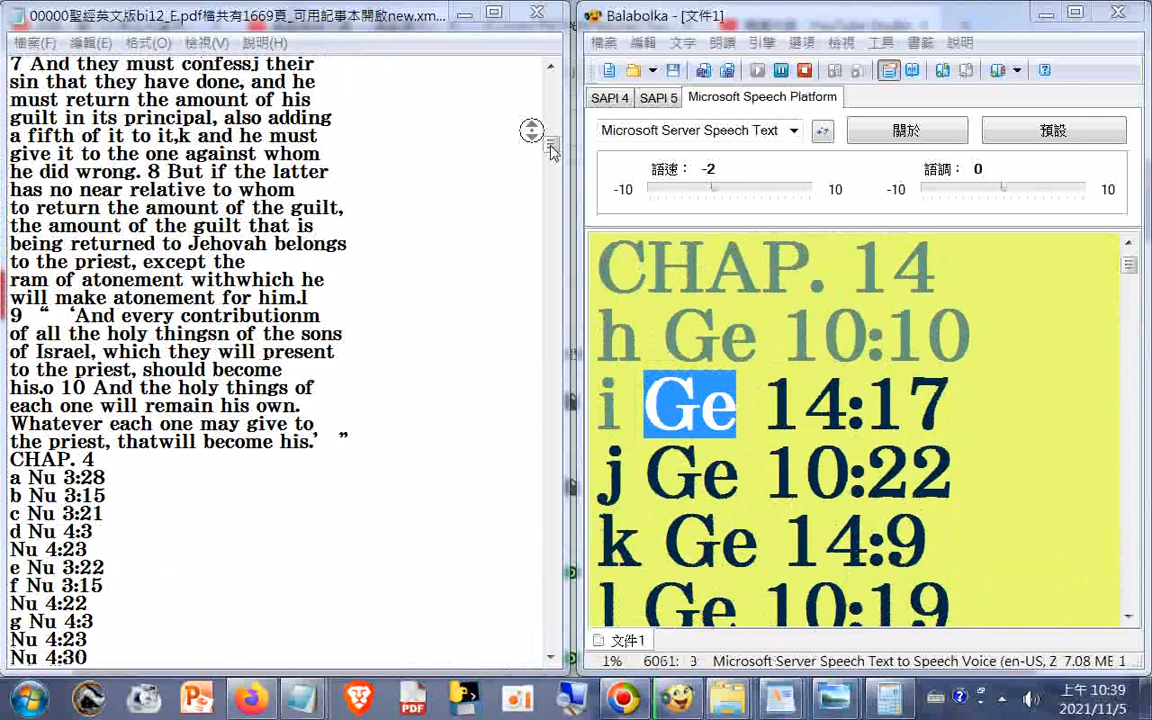 00000聖經英文版bi12_E.pdf檔共有1669頁_可用記事本開啟new.xm...
檔案(F) 編輯(E) 格式(O) 檢視(V) 說明(H)
7 And they must confessj their
sin that they have done, and he
must return the amount of his
guilt in its principal, also adding
a fifth of it to it,k and he must
give it to the one against whom
he did wrong. 8 But if the latter
has no near relative to whom
to return the amount of the guilt,
the amount of the guilt that is
being returned to Jehovah belongs
to the priest, except the
ram of atonement withwhich he
will make atonement for him.l
9 “ ‘And every contributionm
of all the holy thingsn of the sons
of Israel, which they will present
to the priest, should become
his.o 10 And the holy things of
each one will remain his own.
Whatever each one may give to
the priest, thatwill become his.’ ”
CHAP. 4
a Nu 3:28
b Nu 3:15
c Nu 3:21
d Nu 4:3
Nu 4:23
e Nu 3:22
f Nu 3:15
Nu 4:22
g Nu 4:3
Nu 4:23
Nu 4:30
Balabolka - [文件1]
檔案 編輯 文字 朗讀 引擎 選項 檢視 工具 書籤 說明
SAPI 4 SAPI 5 Microsoft Speech Platform
Microsoft Server Speech Text 關於 預設
語速: -2 語調: 0
-10 10 -10 10
CHAP. 14
h Ge 10:10
i Ge 14:17
j Ge 10:22
k Ge 14:9
l Ge 10:19
文件1
1% 6061: 3 Microsoft Server Speech Text to Speech Voice (en-US, Z 7.08 ME 1
PDF
上午 10:39
2021/11/5